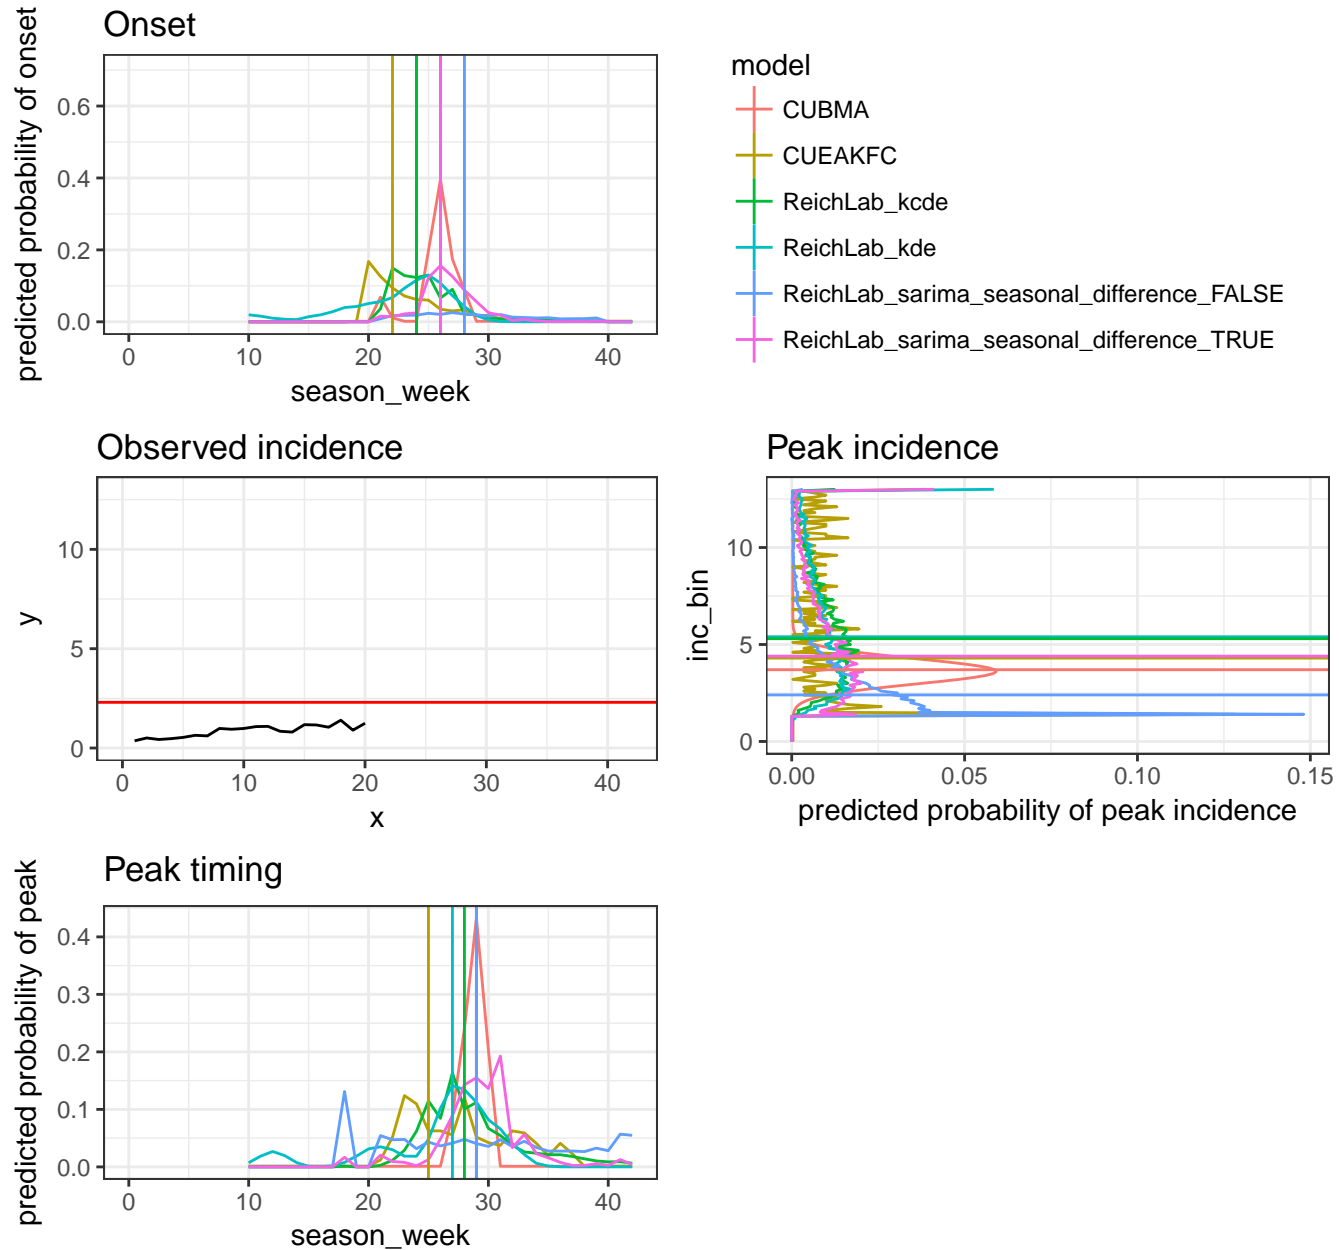 Onset
predicted probability of onset
0.6
0.4
0.2
0.0
0 10 20 30 40
season_week
model
CUBMA
CUEAKFC
ReichLab_kcde
ReichLab_kde
ReichLab_sarima_seasonal_difference_FALSE
ReichLab_sarima_seasonal_difference_TRUE
Observed incidence
y
10
5
0
0 10 20 30 40
x
Peak incidence
inc_bin
10
5
0
0.00 0.05 0.10 0.15
predicted probability of peak incidence
Peak timing
predicted probability of peak
0.4
0.3
0.2
0.1
0.0
0 10 20 30 40
season_week